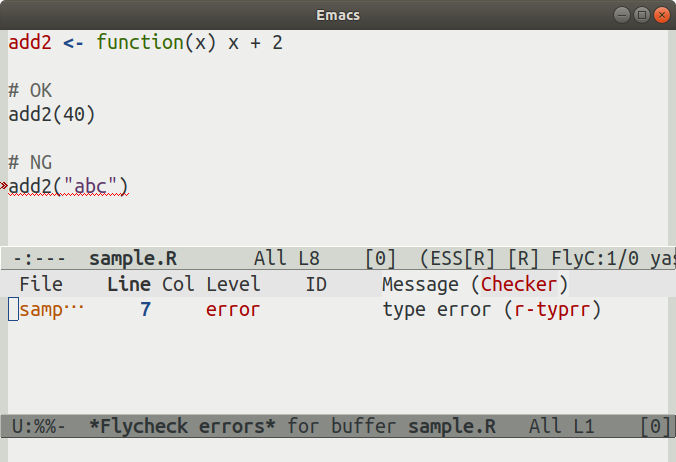 Emacs
add2 <- function(x) x + 2
# OK
add2(40)
# NG
add2("abc")
-:--- sample.R All L8 [0] (ESS[R] [R] FlyC:1/0 yas
File Line Col Level ID Message (Checker)
samp⋯ 7 error type error (r-typrr)
U:%%- *Flycheck errors* for buffer sample.R All L1 [0]